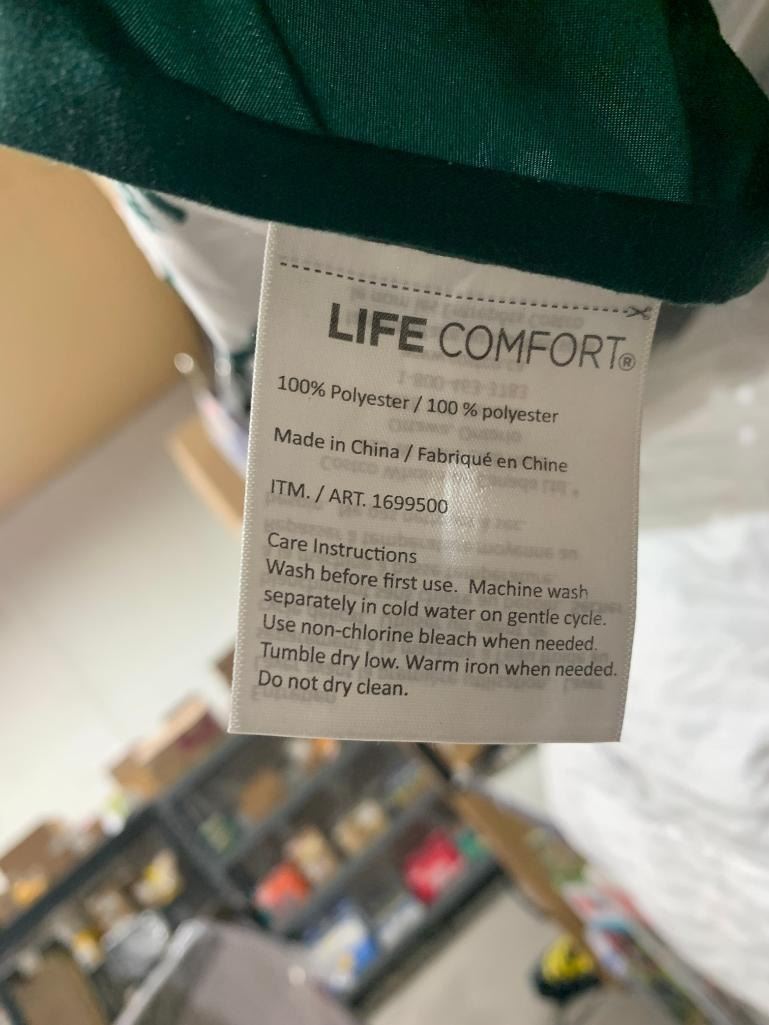 LIFE COMFORT®
100% Polyester / 100 % polyester
Made in China / Fabriqué en Chine
ITM. / ART. 1699500
Care Instructions
Wash before first use. Machine wash
separately in cold water on gentle cycle.
Use non-chlorine bleach when needed.
Tumble dry low. Warm iron when needed.
Do not dry clean.